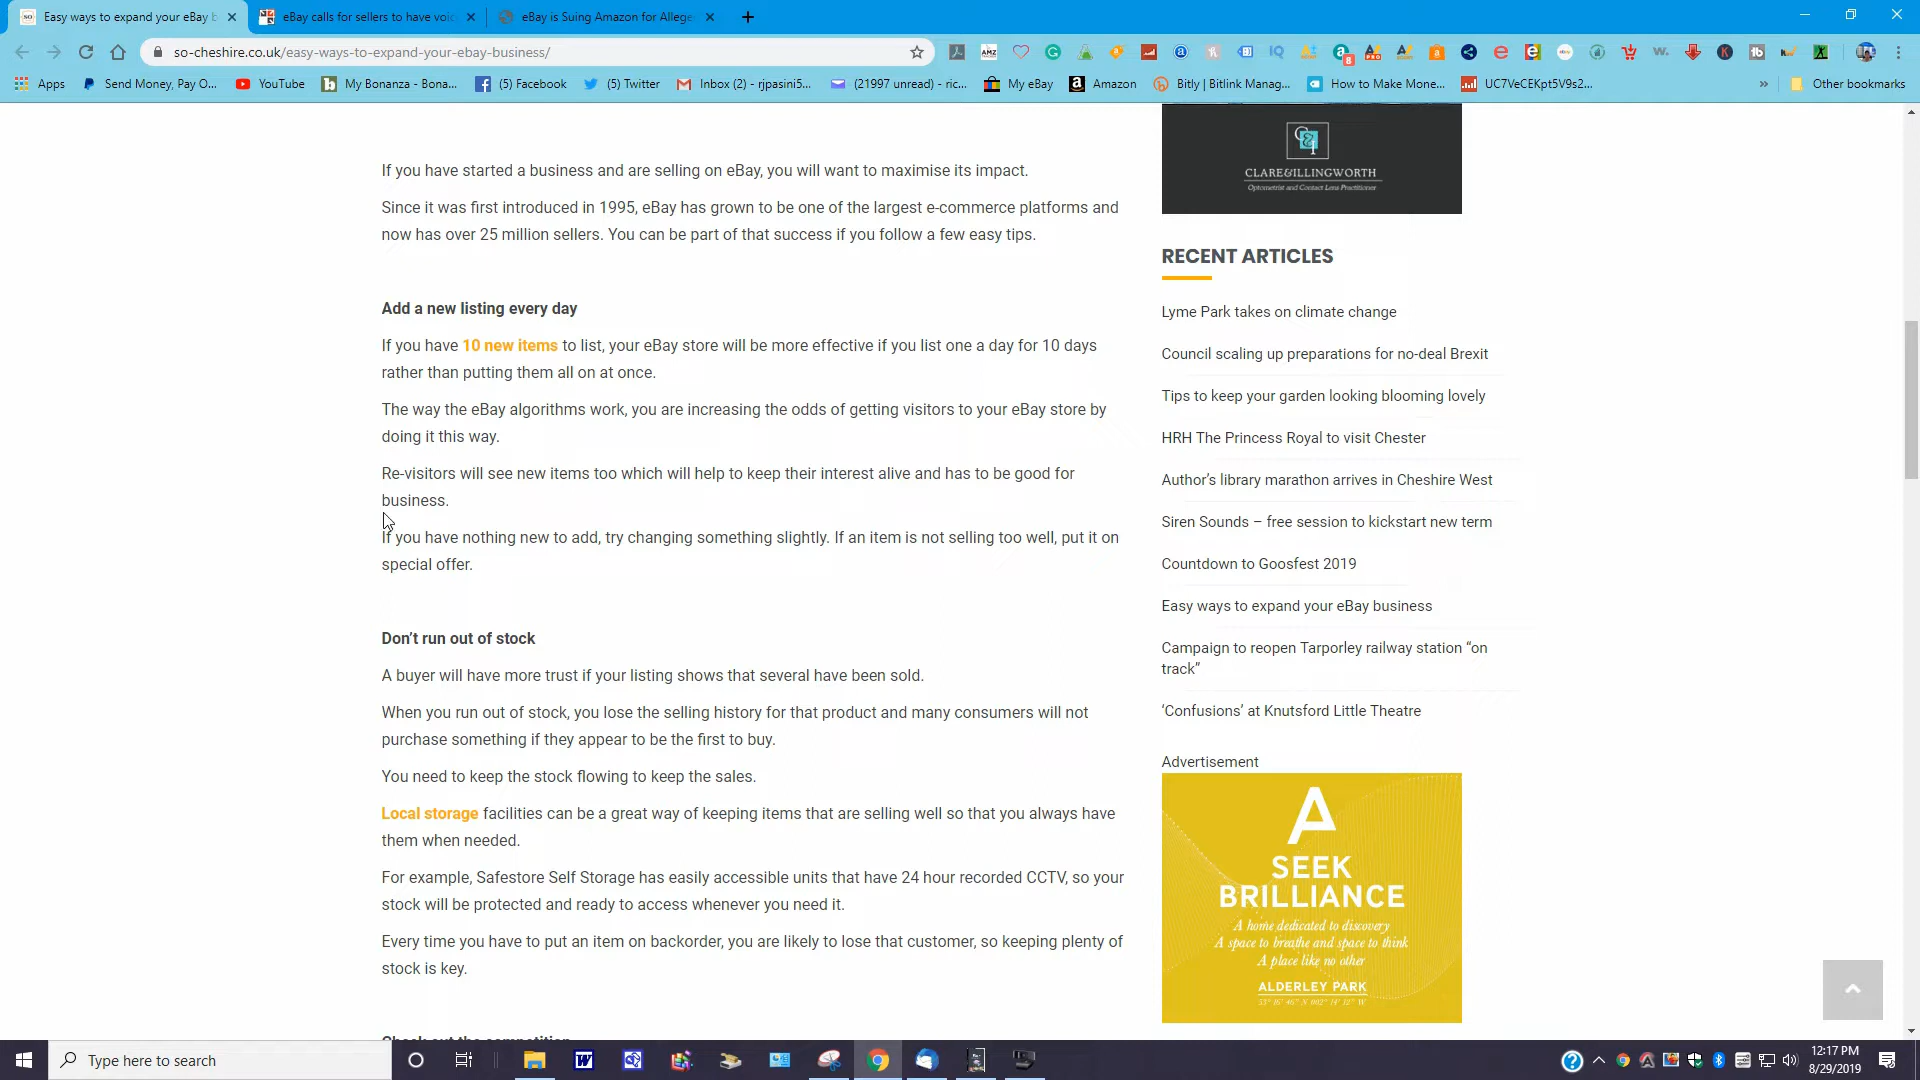 Easy ways to expand your eBay b
eBay calls for sellers to have voi
eBay is Suing Amazon for Allege
so-cheshire.co.uk/easy-ways-to-expand-your-ebay-business/
Apps
Send Money, Pay O...
YouTube
My Bonanza - Bona...
(5) Facebook
(5) Twitter
Inbox (2) - rjpasini5...
(21997 unread) - ric...
My eBay
Amazon
Bitly | Bitlink Manag...
How to Make Mone...
UC7VeCEKpt5V9s2...
»
Other bookmarks
If you have started a business and are selling on eBay, you will want to maximise its impact.
Since it was first introduced in 1995, eBay has grown to be one of the largest e-commerce platforms and
now has over 25 million sellers. You can be part of that success if you follow a few easy tips.
Add a new listing every day
If you have 10 new items to list, your eBay store will be more effective if you list one a day for 10 days
rather than putting them all on at once.
The way the eBay algorithms work, you are increasing the odds of getting visitors to your eBay store by
doing it this way.
Re-visitors will see new items too which will help to keep their interest alive and has to be good for
business.
If you have nothing new to add, try changing something slightly. If an item is not selling too well, put it on
special offer.
Don’t run out of stock
A buyer will have more trust if your listing shows that several have been sold.
When you run out of stock, you lose the selling history for that product and many consumers will not
purchase something if they appear to be the first to buy.
You need to keep the stock flowing to keep the sales.
Local storage facilities can be a great way of keeping items that are selling well so that you always have
them when needed.
For example, Safestore Self Storage has easily accessible units that have 24 hour recorded CCTV, so your
stock will be protected and ready to access whenever you need it.
Every time you have to put an item on backorder, you are likely to lose that customer, so keeping plenty of
stock is key.
Check out the competition
CLARE&ILLINGWORTH
Optometrist and Contact Lens Practitioner
RECENT ARTICLES
Lyme Park takes on climate change
Council scaling up preparations for no-deal Brexit
Tips to keep your garden looking blooming lovely
HRH The Princess Royal to visit Chester
Author’s library marathon arrives in Cheshire West
Siren Sounds – free session to kickstart new term
Countdown to Goosfest 2019
Easy ways to expand your eBay business
Campaign to reopen Tarporley railway station “on
track”
‘Confusions’ at Knutsford Little Theatre
Advertisement
A
SEEK
BRILLIANCE
A home dedicated to discovery
A space to breathe and space to think
A place like no other
ALDERLEY PARK
Type here to search
12:17 PM
8/29/2019